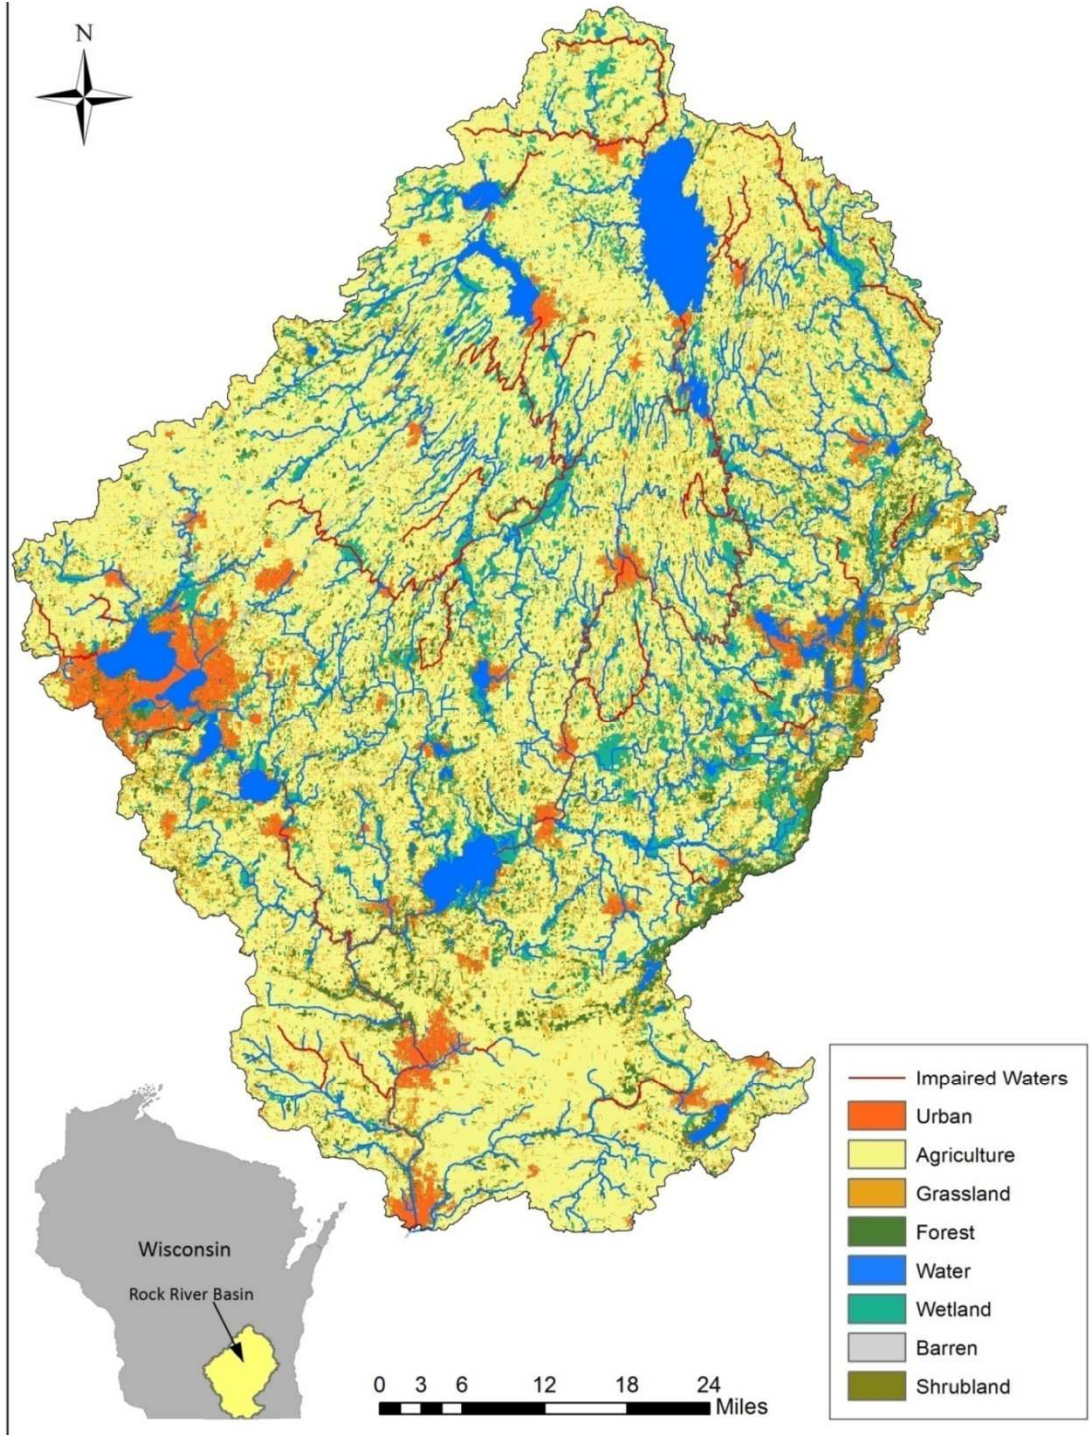 N
Impaired Waters
Urban
Agriculture
Grassland
Forest
Water
Wetland
Barren
Shrubland
Wisconsin
Rock River Basin
0 3 6 12 18 24
Miles